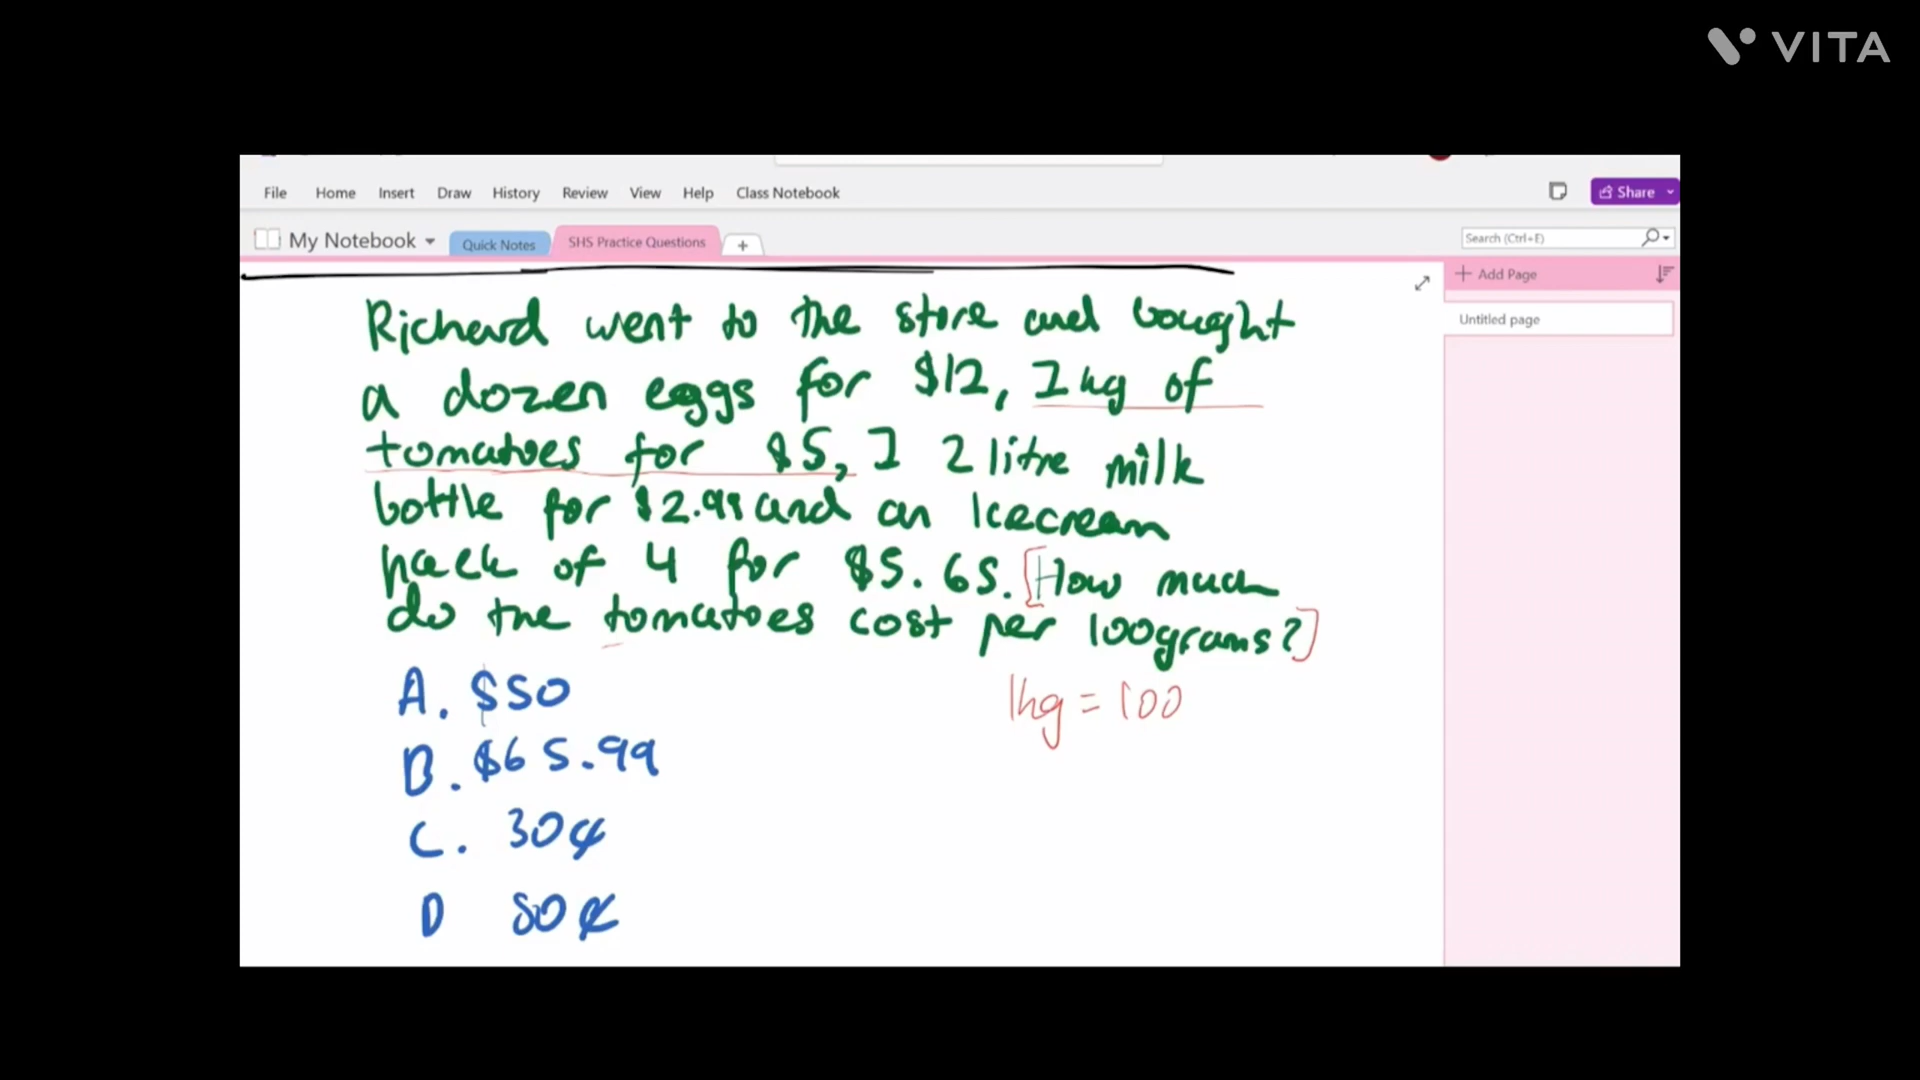 VITA
File Home Insert Draw History Review View Help Class Notebook Share
My Notebook Quick Notes SHS Practice Questions + Search (Ctrl+E)
+ Add Page
Untitled page
Richard went to the store and bought
a dozen eggs for $12, 1 kg of
tomatoes for $5, 1 2 litre milk
bottle for $2.99 and an Icecream
pack of 4 for $5.65. [How much
do the tomatoes cost per 100grams?]
1kg = 100
A. $50
B. $65.99
C. 30¢
D 50¢